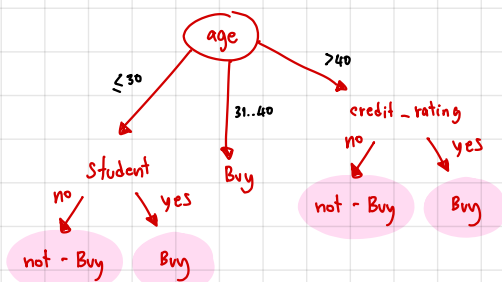 age
≤30
31..40
>40
credit_rating
no
yes
Student
Buy
no
yes
not-Buy
Buy
not-Buy
Buy